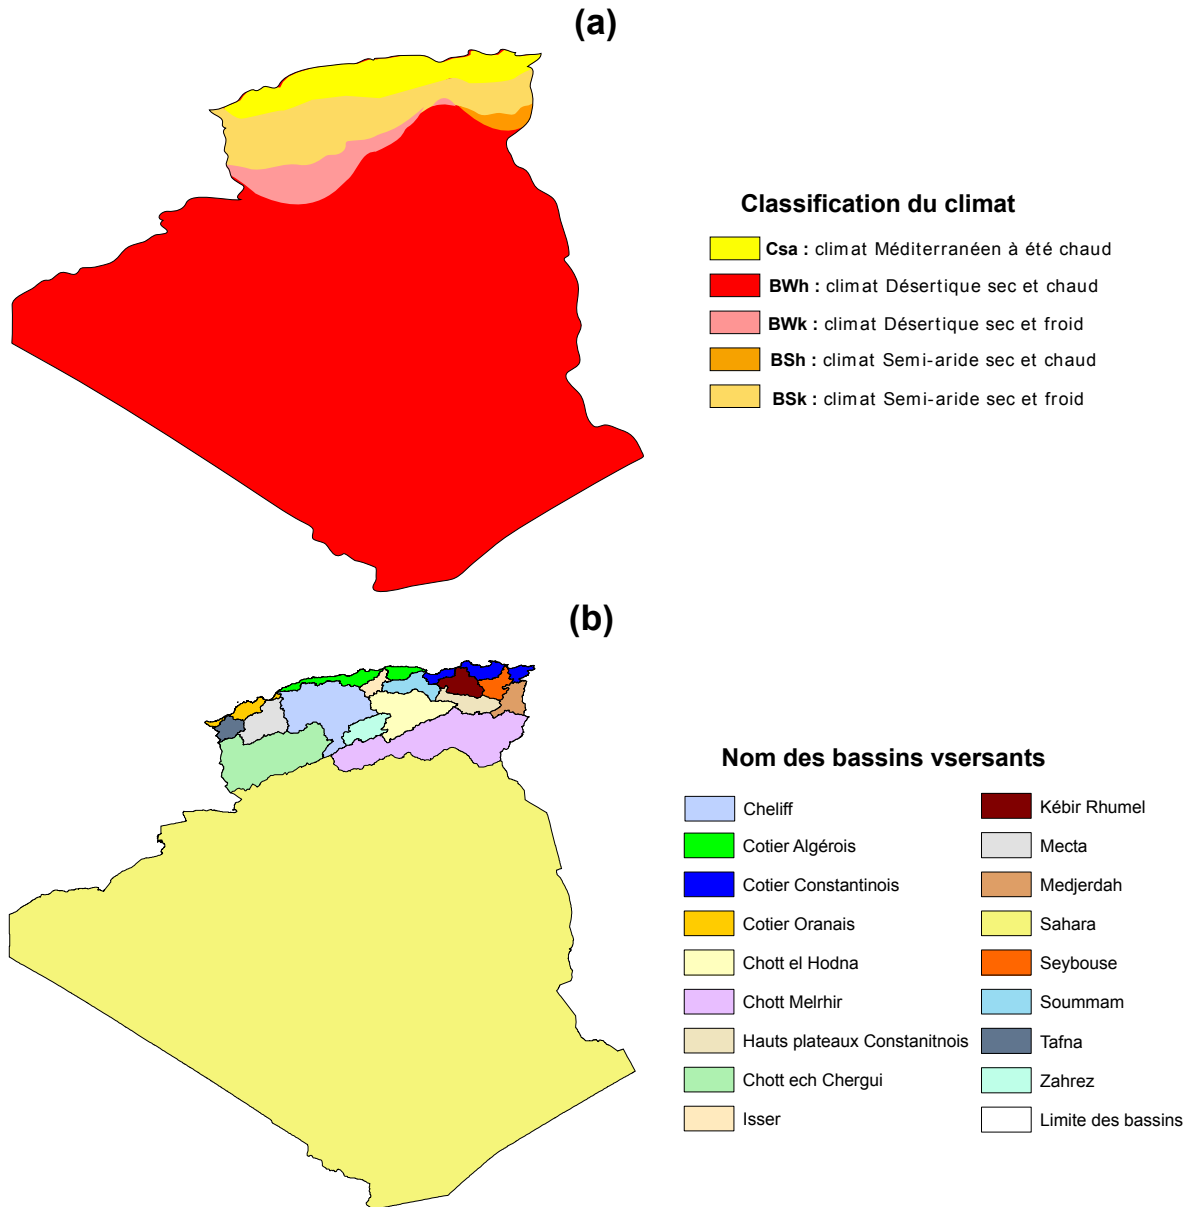 (a)
Classification du climat
Csa : climat Méditerranéen à été chaud
BWh : climat Désertique sec et chaud
BWk : climat Désertique sec et froid
BSh : climat Semi-aride sec et chaud
BSk : climat Semi-aride sec et froid
(b)
Nom des bassins vsersants
Cheliff
Cotier Algérois
Cotier Constantinois
Cotier Oranais
Chott el Hodna
Chott Melrhir
Hauts plateaux Constanitnois
Chott ech Chergui
Isser
Kébir Rhumel
Mecta
Medjerdah
Sahara
Seybouse
Soummam
Tafna
Zahrez
Limite des bassins